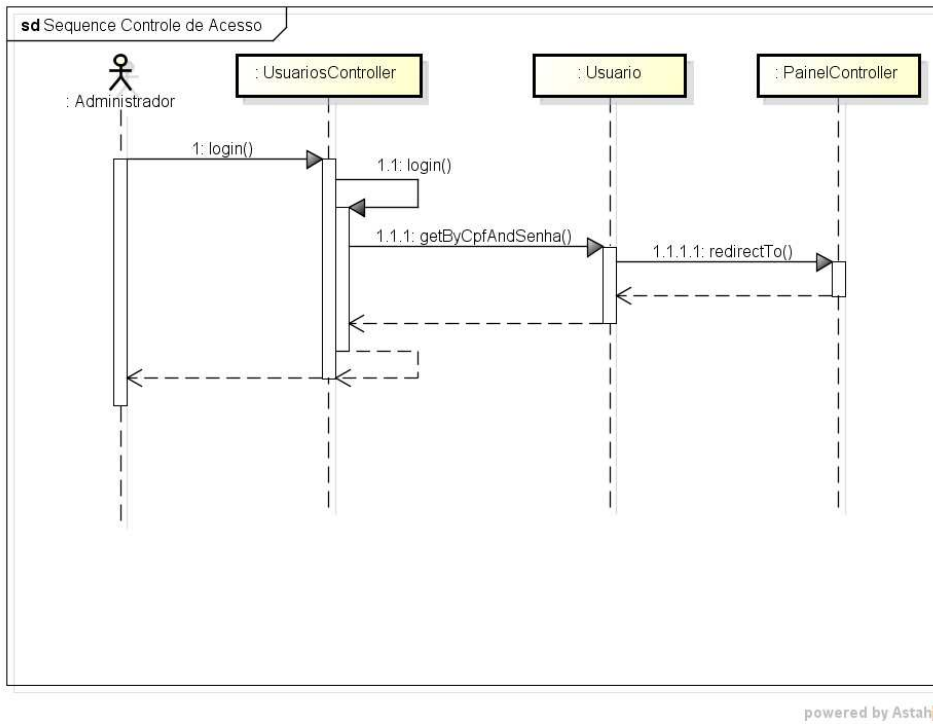 sd Sequence Controle de Acesso
: Administrador
: UsuariosController
: Usuario
: PainelController
1: login()
1.1: login()
1.1.1: getByCpfAndSenha()
1.1.1.1: redirectTo()
powered by Astah